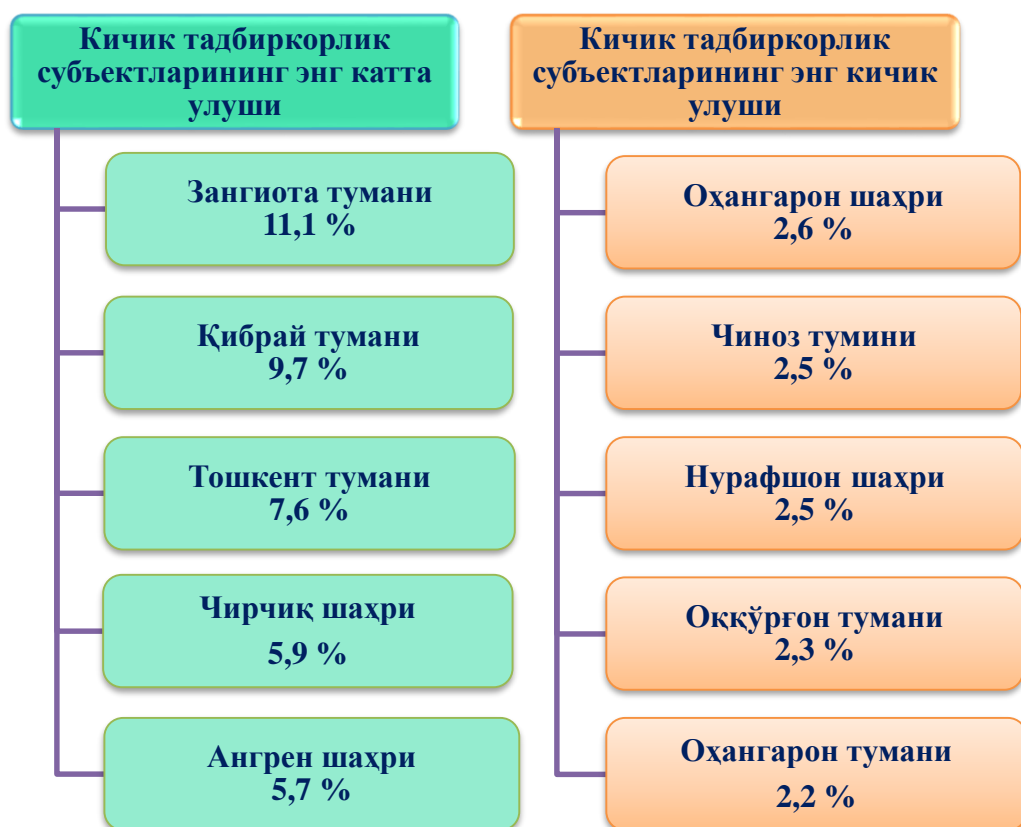 Кичик тадбиркорлик
субъектларининг энг катта
улуши
Зангиота тумани
11,1 %
Қибрай тумани
9,7 %
Тошкент тумани
7,6 %
Чирчиқ шаҳри
5,9 %
Ангрен шаҳри
5,7 %
Кичик тадбиркорлик
субъектларининг энг кичик
улуши
Оҳангарон шаҳри
2,6 %
Чиноз тумини
2,5 %
Нурафшон шаҳри
2,5 %
Оққўрғон тумани
2,3 %
Оҳангарон тумани
2,2 %